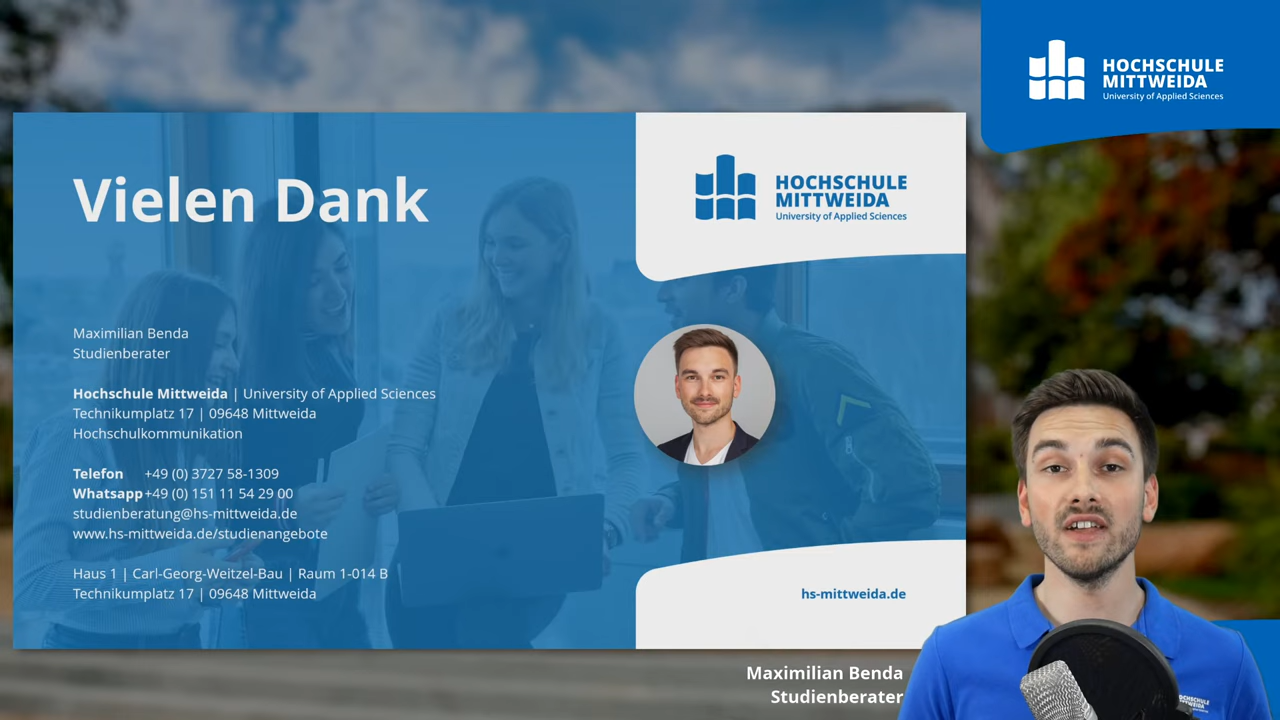 HOCHSCHULE
MITTWEIDA
University of Applied Sciences
Vielen Dank
HOCHSCHULE
MITTWEIDA
University of Applied Sciences
Maximilian Benda
Studienberater
Hochschule Mittweida | University of Applied Sciences
Technikumplatz 17 | 09648 Mittweida
Hochschulkommunikation
Telefon +49 (0) 3727 58-1309
Whatsapp +49 (0) 151 11 54 29 00
studienberatung@hs-mittweida.de
www.hs-mittweida.de/studienangebote
Haus 1 | Carl-Georg-Weitzel-Bau | Raum 1-014 B
Technikumplatz 17 | 09648 Mittweida
hs-mittweida.de
Maximilian Benda
Studienberater
HOCHSCHULE
MITTWEIDA